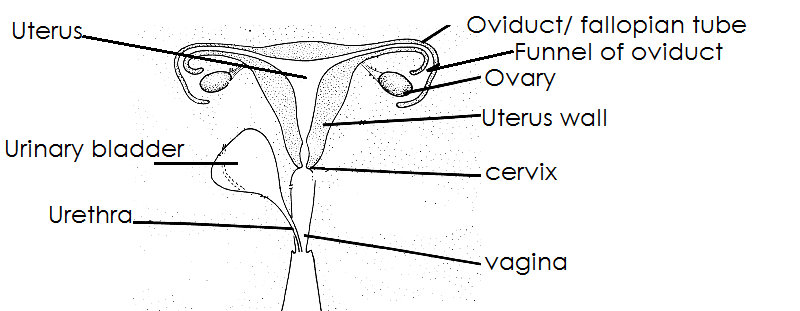 Uterus
Oviduct/ fallopian tube
Funnel of oviduct
Ovary
Uterus wall
Urinary bladder
cervix
Urethra
vagina